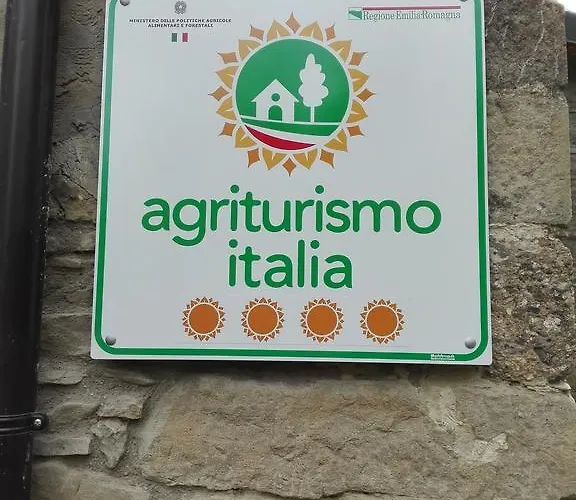 MINISTERO DELLE POLITICHE AGRICOLE
ALIMENTARI E FORESTALI
Regione Emilia-Romagna
agriturismo
italia